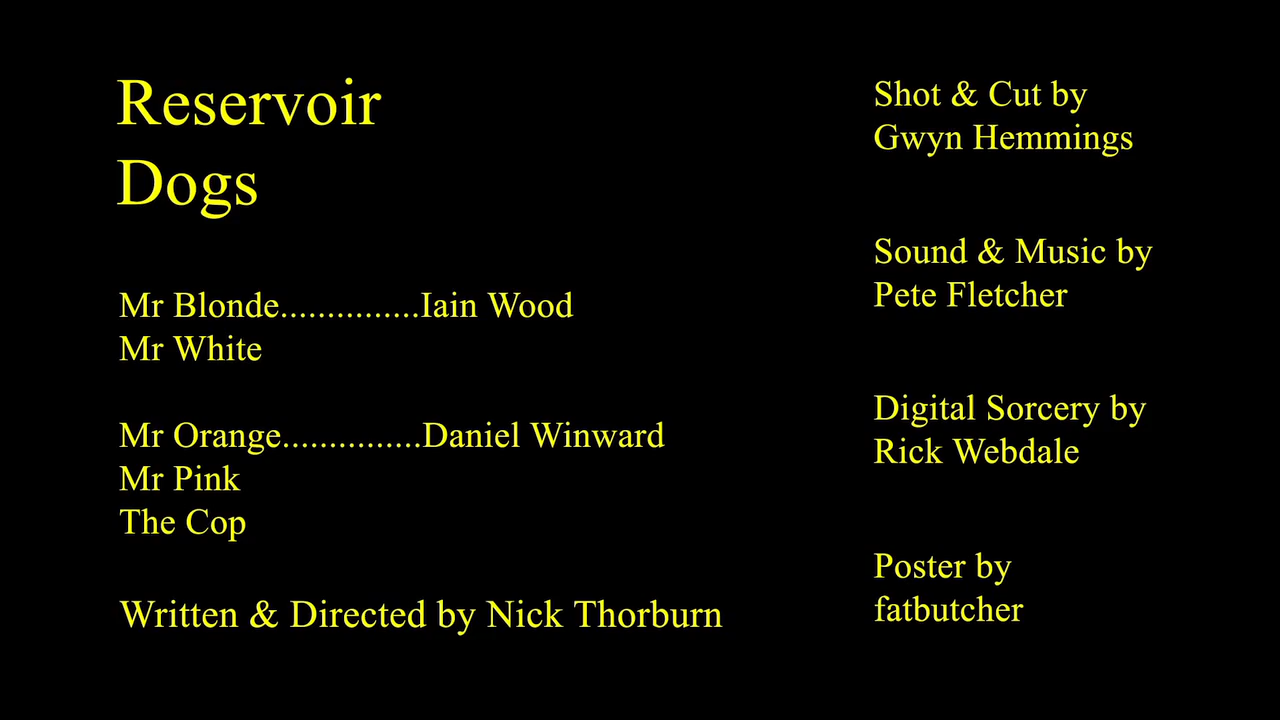 Reservoir
Dogs
Mr Blonde...............Iain Wood
Mr White
Mr Orange...............Daniel Winward
Mr Pink
The Cop
Written & Directed by Nick Thorburn
Shot & Cut by
Gwyn Hemmings
Sound & Music by
Pete Fletcher
Digital Sorcery by
Rick Webdale
Poster by
fatbutcher